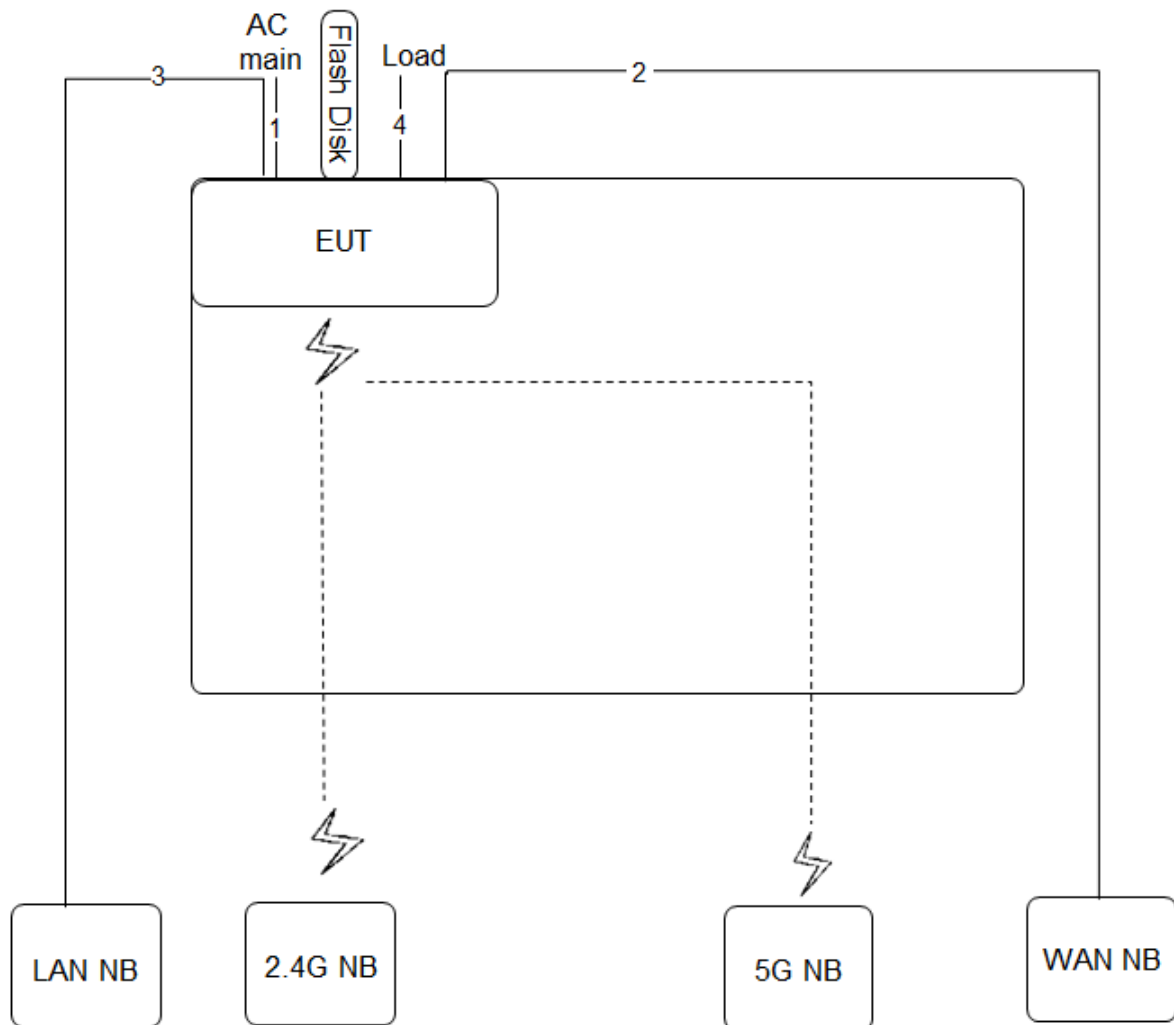 AC
main
Flash Disk
Load
3
2
1
4
EUT
LAN NB
2.4G NB
5G NB
WAN NB